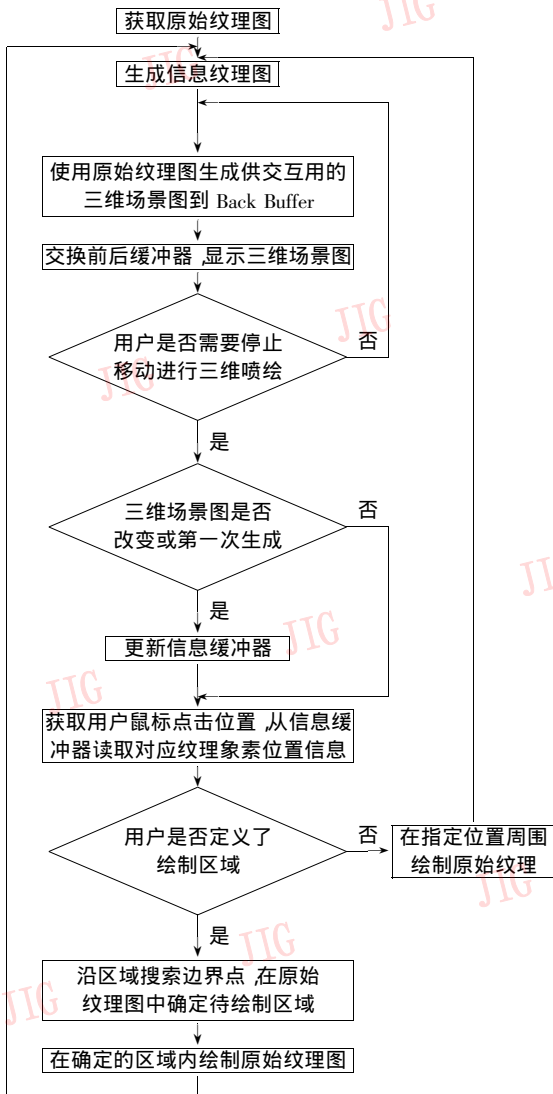 获取原始纹理图
生成信息纹理图
使用原始纹理图生成供交互用的
三维场景图到 Back Buffer
交换前后缓冲器,显示三维场景图
用户是否需要停止
移动进行三维喷绘
否
是
三维场景图是否
改变或第一次生成
否
是
更新信息缓冲器
获取用户鼠标点击位置,从信息缓
冲器读取对应纹理象素位置信息
用户是否定义了
绘制区域
否
在指定位置周围
绘制原始纹理
是
沿区域搜索边界点,在原始
纹理图中确定待绘制区域
在确定的区域内绘制原始纹理图
JIG
JIG
JIG
JIG
JI
JIG
JIG
JIG
JIG
JIG